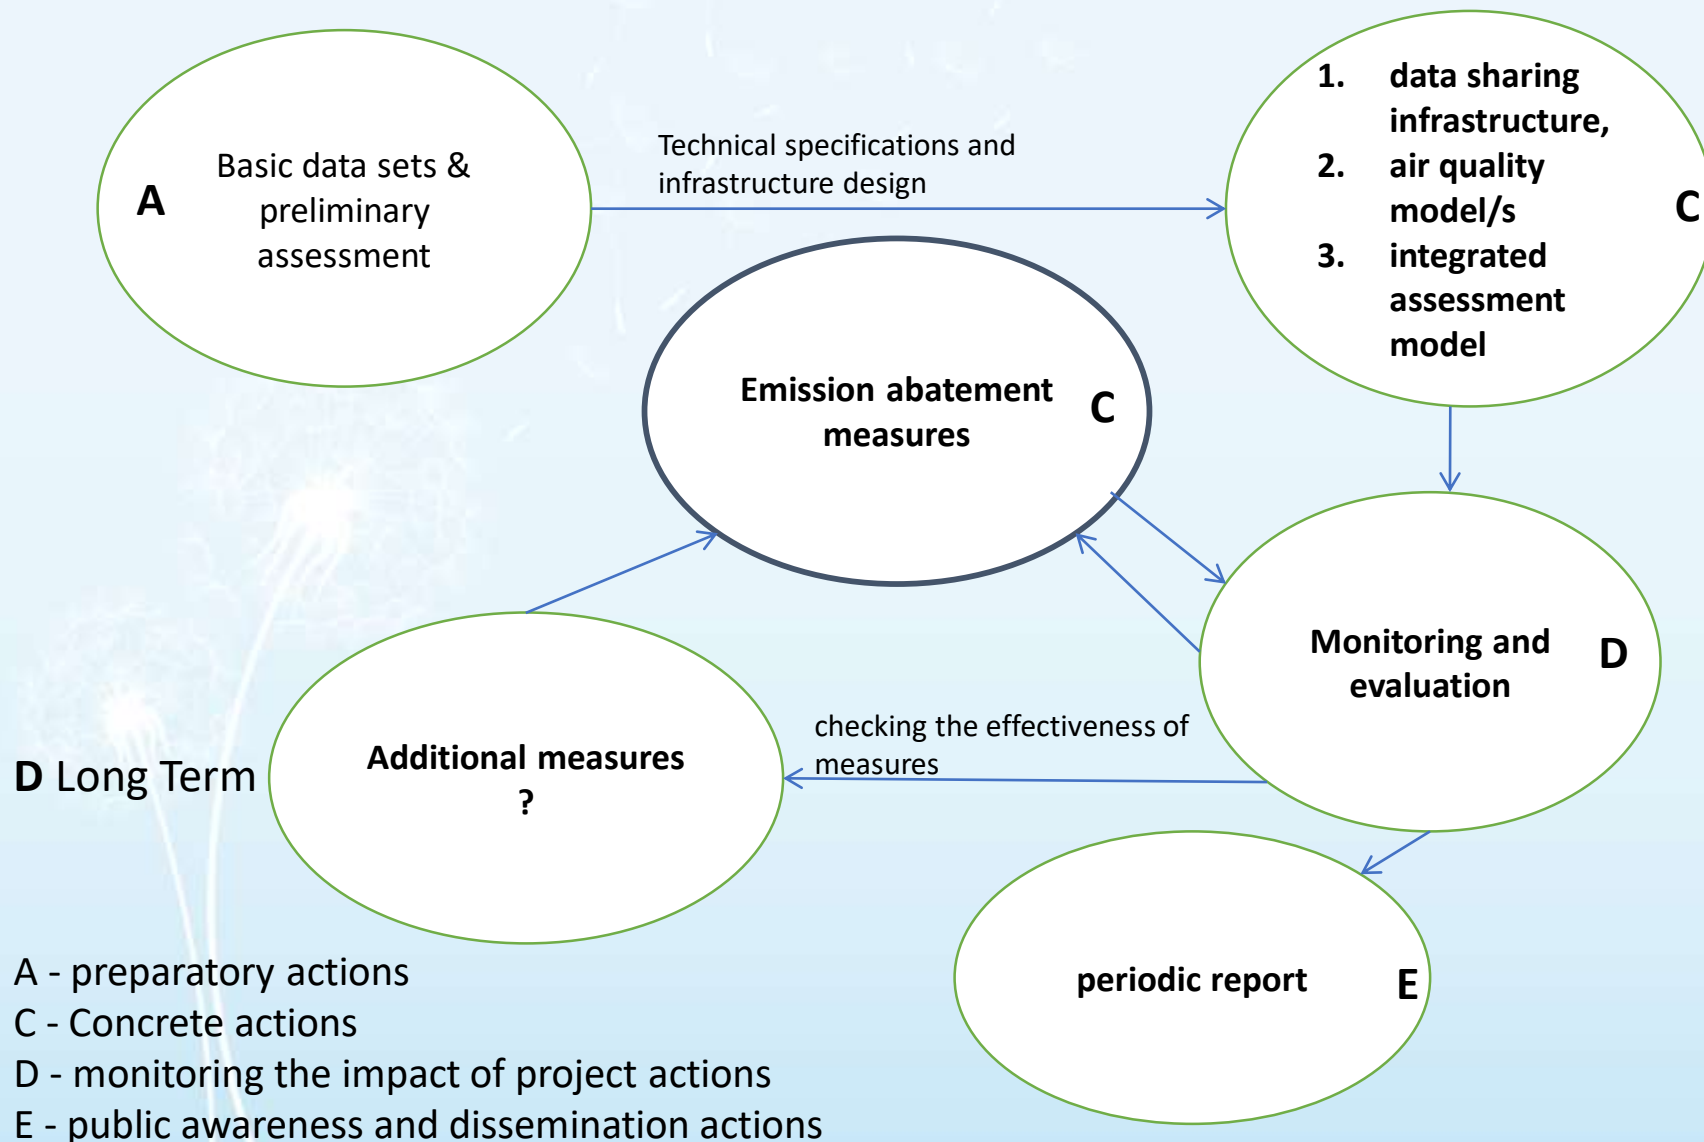 A
Basic data sets &
preliminary
assessment
Technical specifications and
infrastructure design
1. data sharing
infrastructure,
2. air quality
model/s
3. integrated
assessment
model
C
Emission abatement
measures
C
Monitoring and
evaluation
D
checking the effectiveness of
measures
D Long Term
Additional measures
?
periodic report
E
A - preparatory actions
C - Concrete actions
D - monitoring the impact of project actions
E - public awareness and dissemination actions